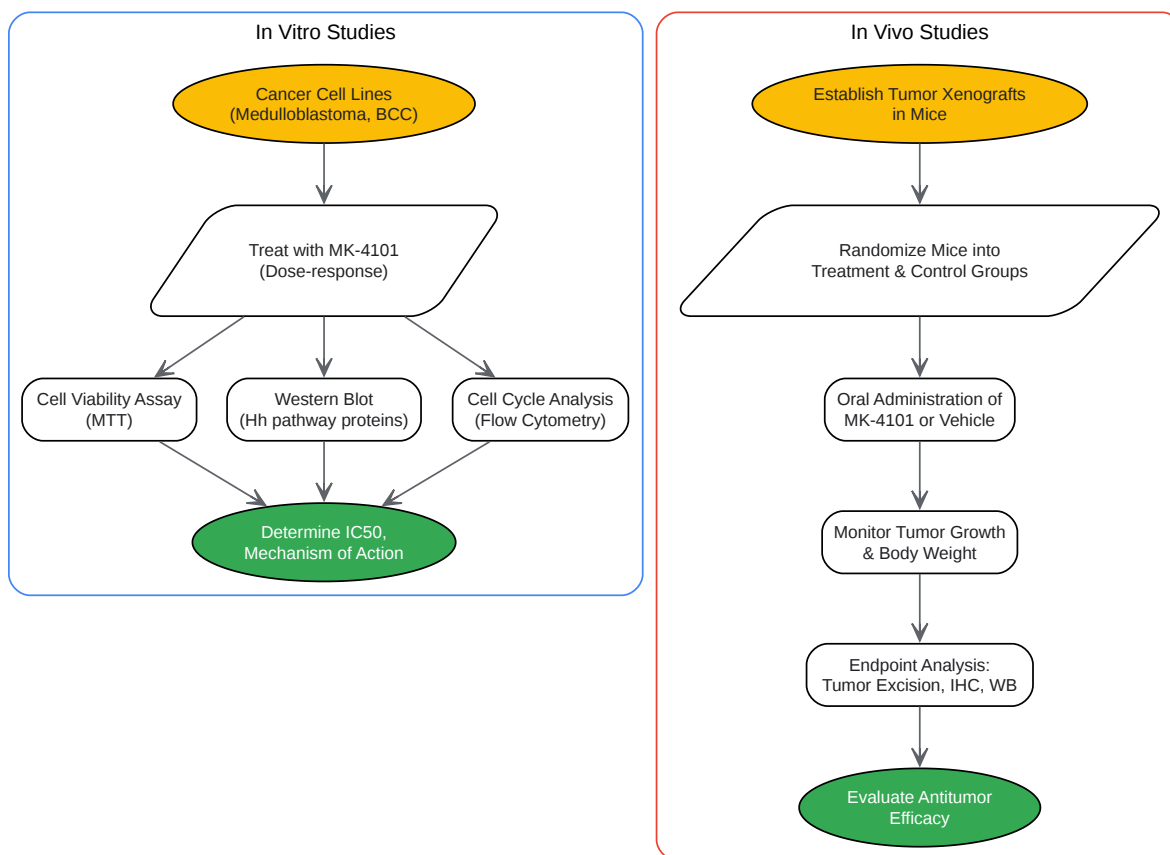 In Vitro Studies
Cancer Cell Lines
(Medulloblastoma, BCC)
Treat with MK-4101
(Dose-response)
Cell Viability Assay
(MTT)
Western Blot
(Hh pathway proteins)
Cell Cycle Analysis
(Flow Cytometry)
Determine IC50,
Mechanism of Action
In Vivo Studies
Establish Tumor Xenografts
in Mice
Randomize Mice into
Treatment & Control Groups
Oral Administration of
MK-4101 or Vehicle
Monitor Tumor Growth
& Body Weight
Endpoint Analysis:
Tumor Excision, IHC, WB
Evaluate Antitumor
Efficacy